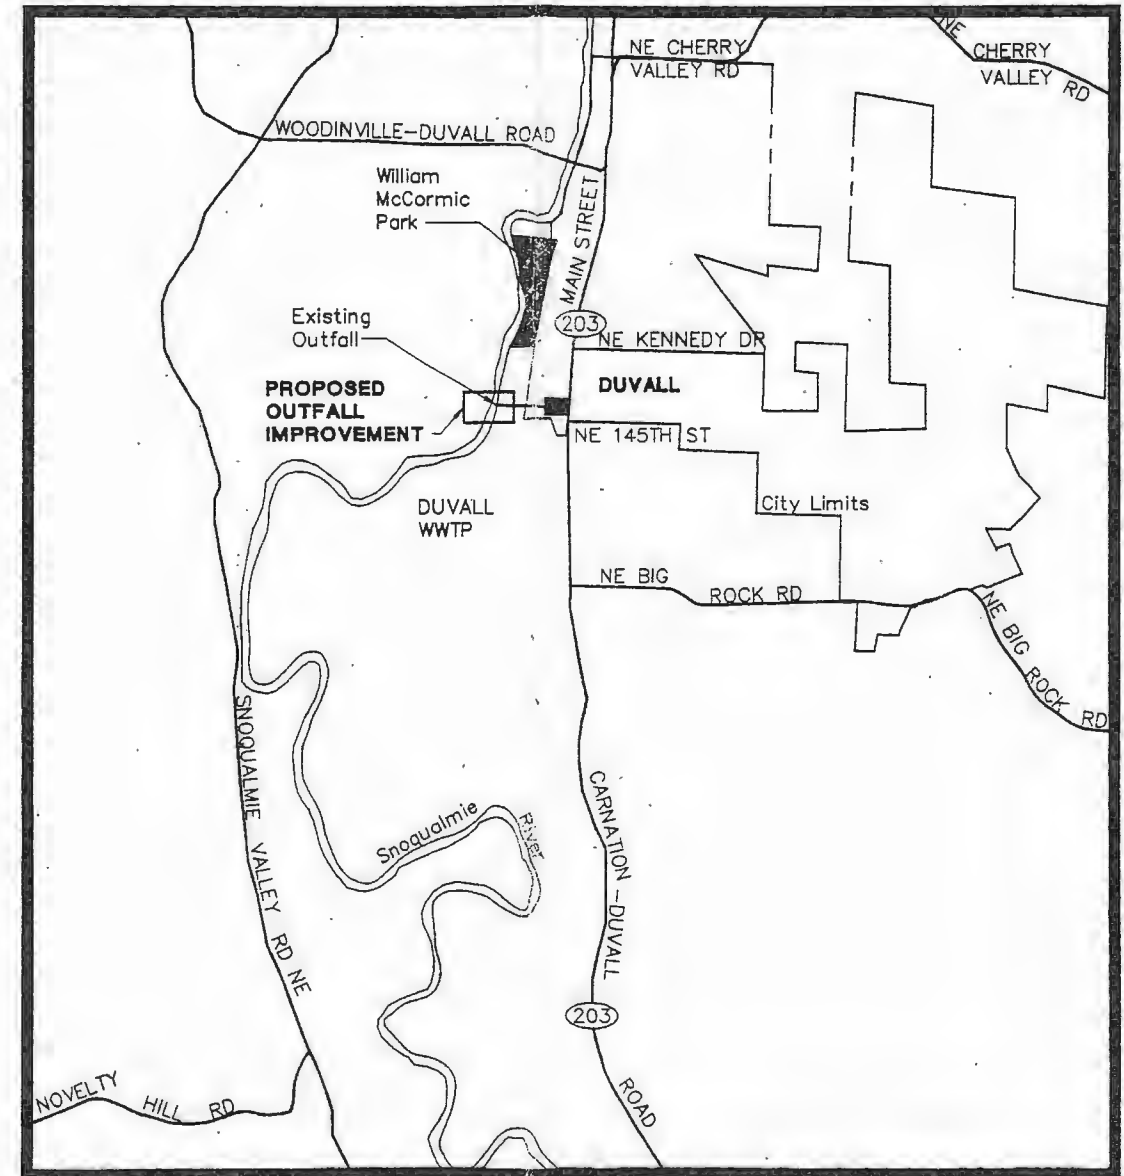 NE CHERRY
VALLEY RD
NE
CHERRY
VALLEY RD
WOODINVILLE-DUVALL ROAD
William
McCormic
Park
MAIN STREET
203
Existing
Outfall
NE KENNEDY DR
PROPOSED
OUTFALL
IMPROVEMENT
DUVALL
NE 145TH ST
DUVALL
WWTP
City Limits
NE BIG
ROCK RD
NE BIG ROCK RD
SNOQUALMIE VALLEY RD NE
Snoqualmie
River
CARNATION-DUVALL
203
ROAD
NOVELTY
HILL RD